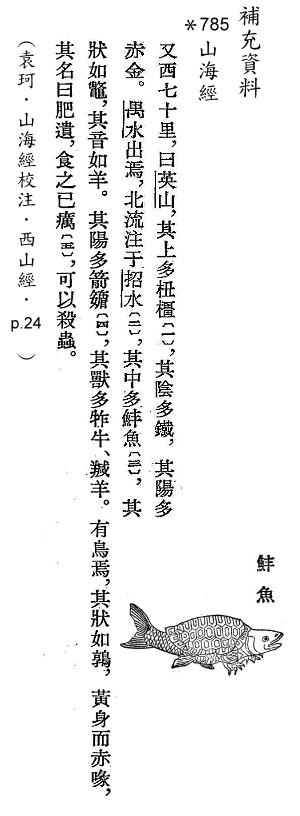 補充資料
*785
山海經
又西七十里，曰英山，其上多杻橿〔一〕，其陰多鐵，其陽多
赤金。禺水出焉，北流注于招水〔二〕，其中多鮮魚〔三〕，其
狀如鼈，其音如羊。其陽多箭䉋〔四〕，其獸多㸲牛、羬羊。有鳥焉，其狀如鶉，黃身而赤喙，
其名曰肥遺，食之已癘〔五〕，可以殺蟲。
（袁珂．山海經校注．西山經．
p.24 ）
䱤魚